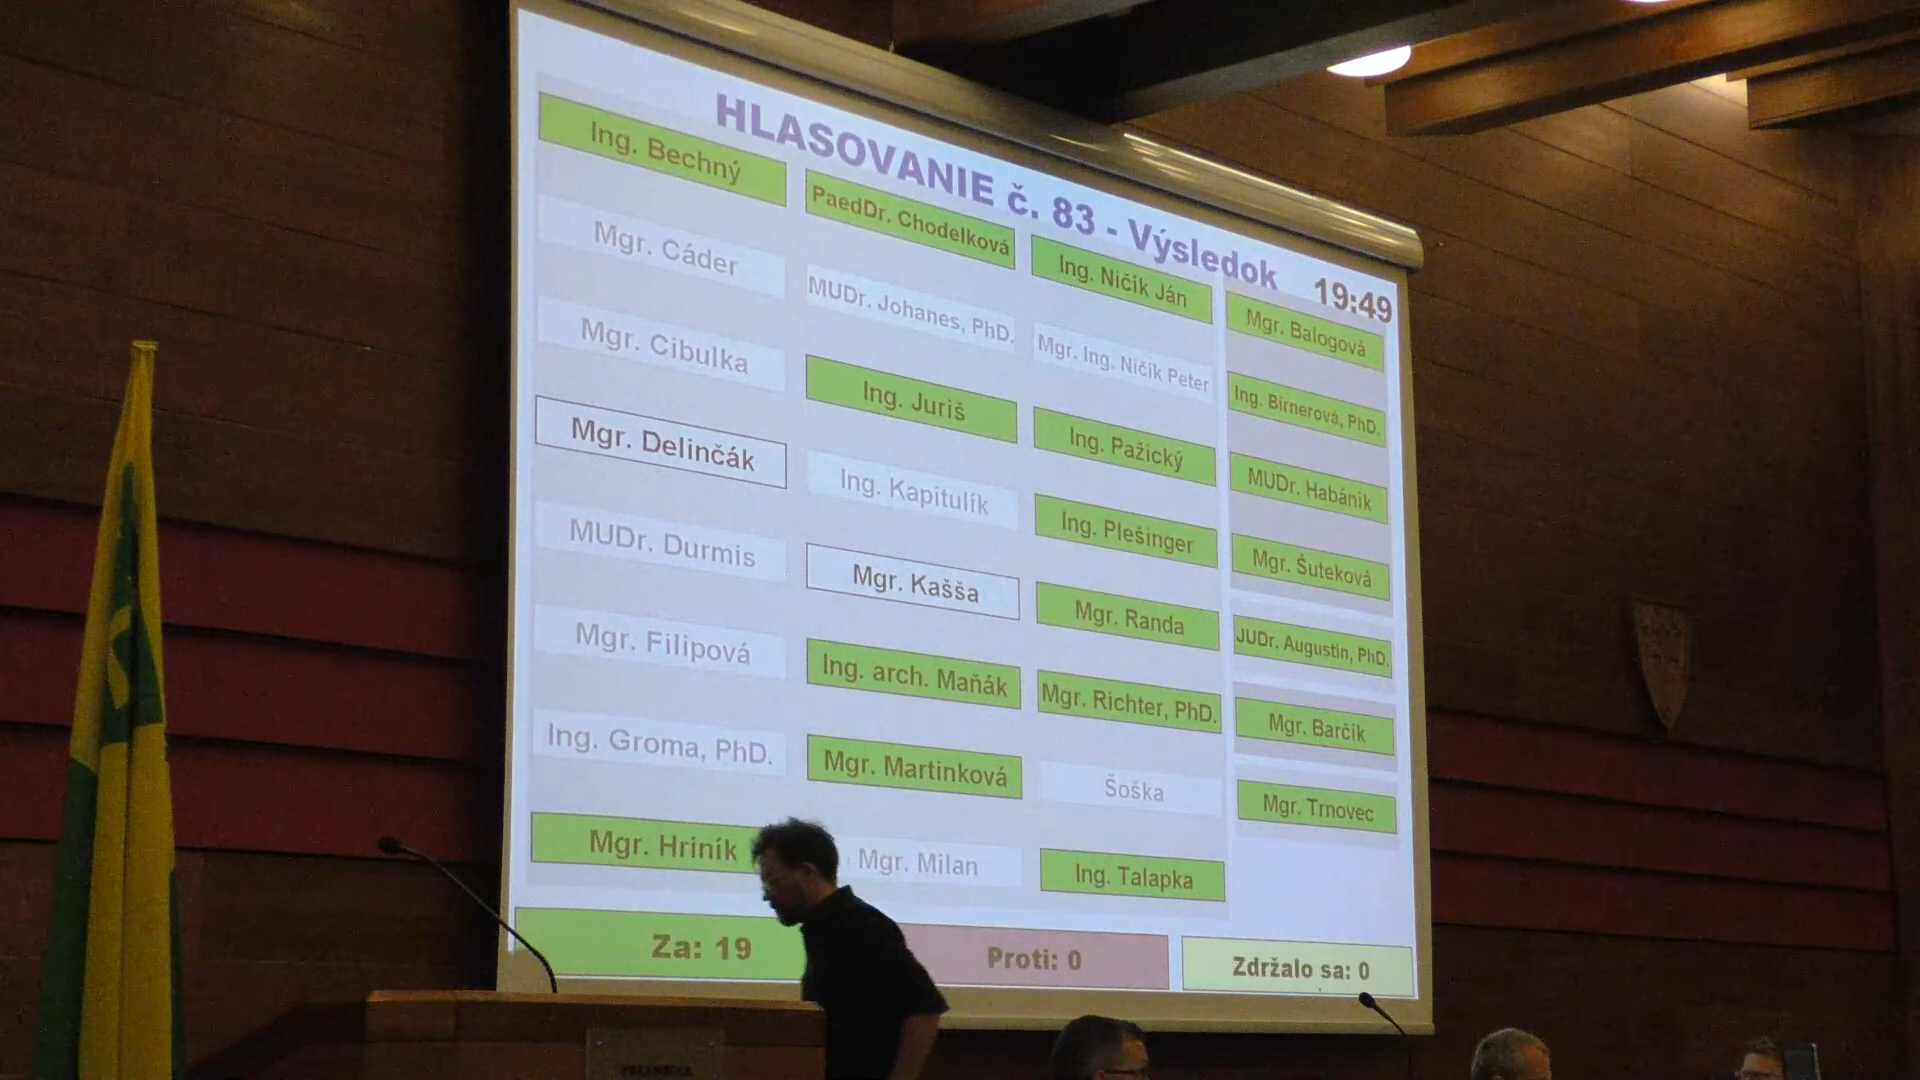 HLASOVANIE č. 83 - Výsledok 19:49
Ing. Bechný
Mgr. Cáder
Mgr. Cibulka
Mgr. Delinčák
MUDr. Durmis
Mgr. Filipová
Ing. Groma, PhD.
Mgr. Hriník
PaedDr. Chodelková
MUDr. Johanes, PhD.
Ing. Juriš
Ing. Kapitulík
Mgr. Kašša
Ing. arch. Maňák
Mgr. Martinková
Mgr. Milan
Ing. Ničík Ján
Mgr. Ing. Ničík Peter
Ing. Pažický
Ing. Plešinger
Mgr. Randa
Mgr. Richter, PhD.
Šoška
Ing. Talapka
Mgr. Balogová
Ing. Birnerová, PhD.
MUDr. Habánik
Mgr. Šuteková
JUDr. Augustín, PhD.
Mgr. Barčík
Mgr. Trnovec
Za: 19
Proti: 0
Zdržalo sa: 0